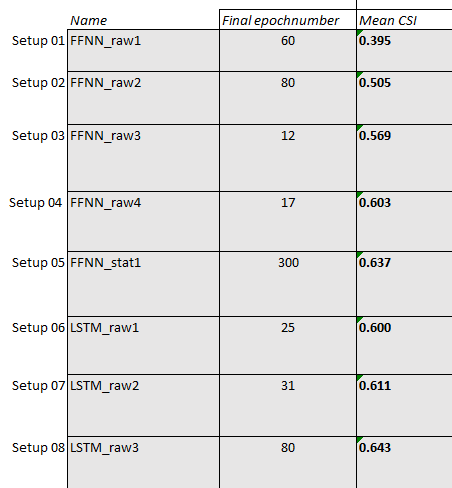 Name Final epochnumber Mean CSI
Setup 01 FFNN_raw1 60 0.395
Setup 02 FFNN_raw2 80 0.505
Setup 03 FFNN_raw3 12 0.569
Setup 04 FFNN_raw4 17 0.603
Setup 05 FFNN_stat1 300 0.637
Setup 06 LSTM_raw1 25 0.600
Setup 07 LSTM_raw2 31 0.611
Setup 08 LSTM_raw3 80 0.643